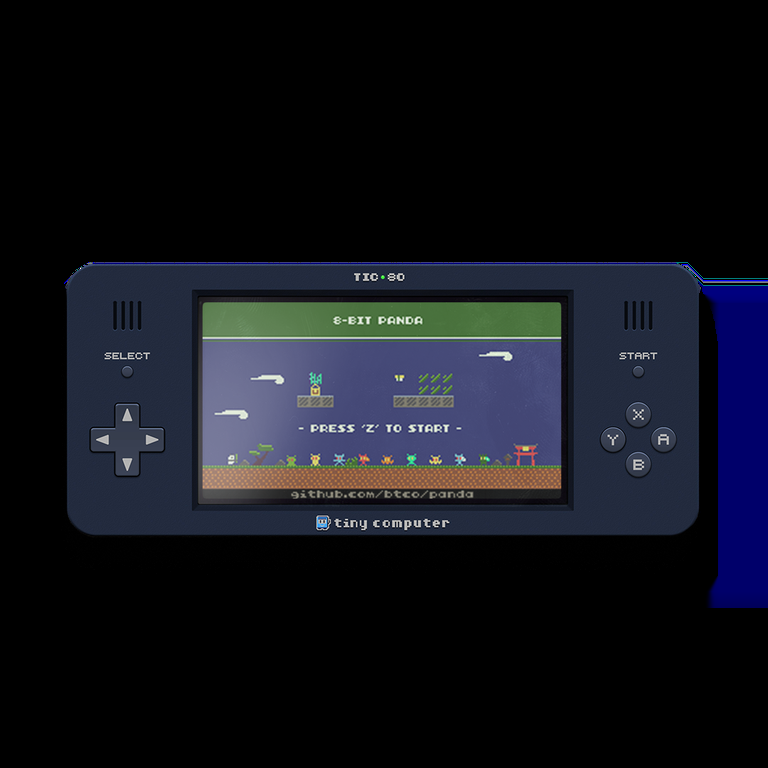 TIC•80
8-BIT PANDA
SELECT
START
- PRESS 'Z' TO START -
X
Y
A
B
github.com/btco/panda
tiny computer